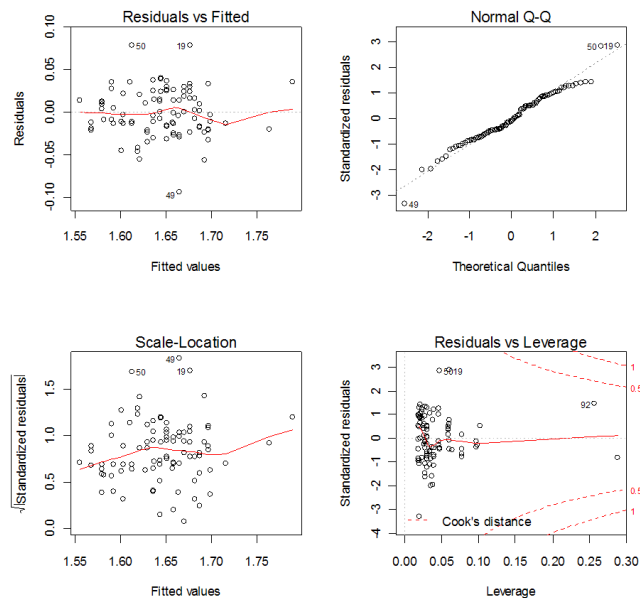 Residuals vs Fitted
Residuals
0.10
0.05
0.00
-0.05
-0.10
50
19
49
1.55 1.60 1.65 1.70 1.75
Fitted values
Normal Q-Q
Standardized residuals
3
2
1
0
-1
-2
-3
50 19
49
-2 -1 0 1 2
Theoretical Quantiles
Scale-Location
√|Standardized residuals|
1.5
1.0
0.5
0.0
49
50
19
1.55 1.60 1.65 1.70 1.75
Fitted values
Residuals vs Leverage
Standardized residuals
3
2
1
0
-1
-2
-3
-4
5019
92
1
0.5
0.5
1
Cook's distance
0.00 0.05 0.10 0.15 0.20 0.25 0.30
Leverage